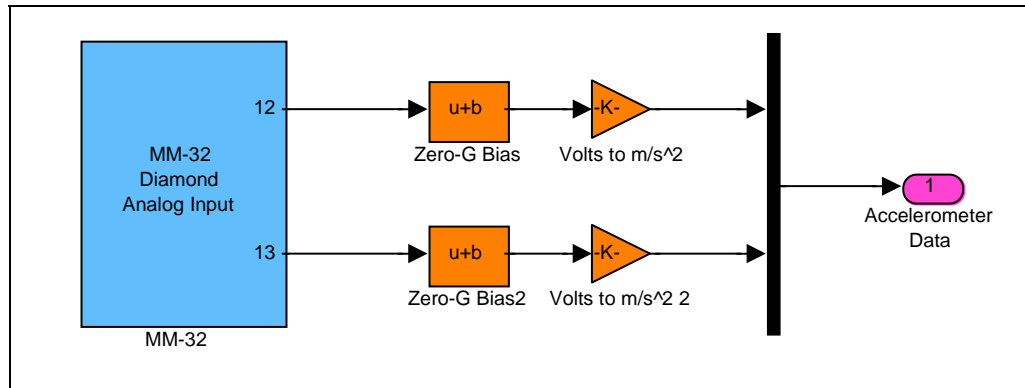 12
u+b
-K-
Zero-G Bias
Volts to m/s^2
MM-32
Diamond
Analog Input
1
Accelerometer
Data
13
u+b
-K-
Zero-G Bias2
Volts to m/s^2 2
MM-32